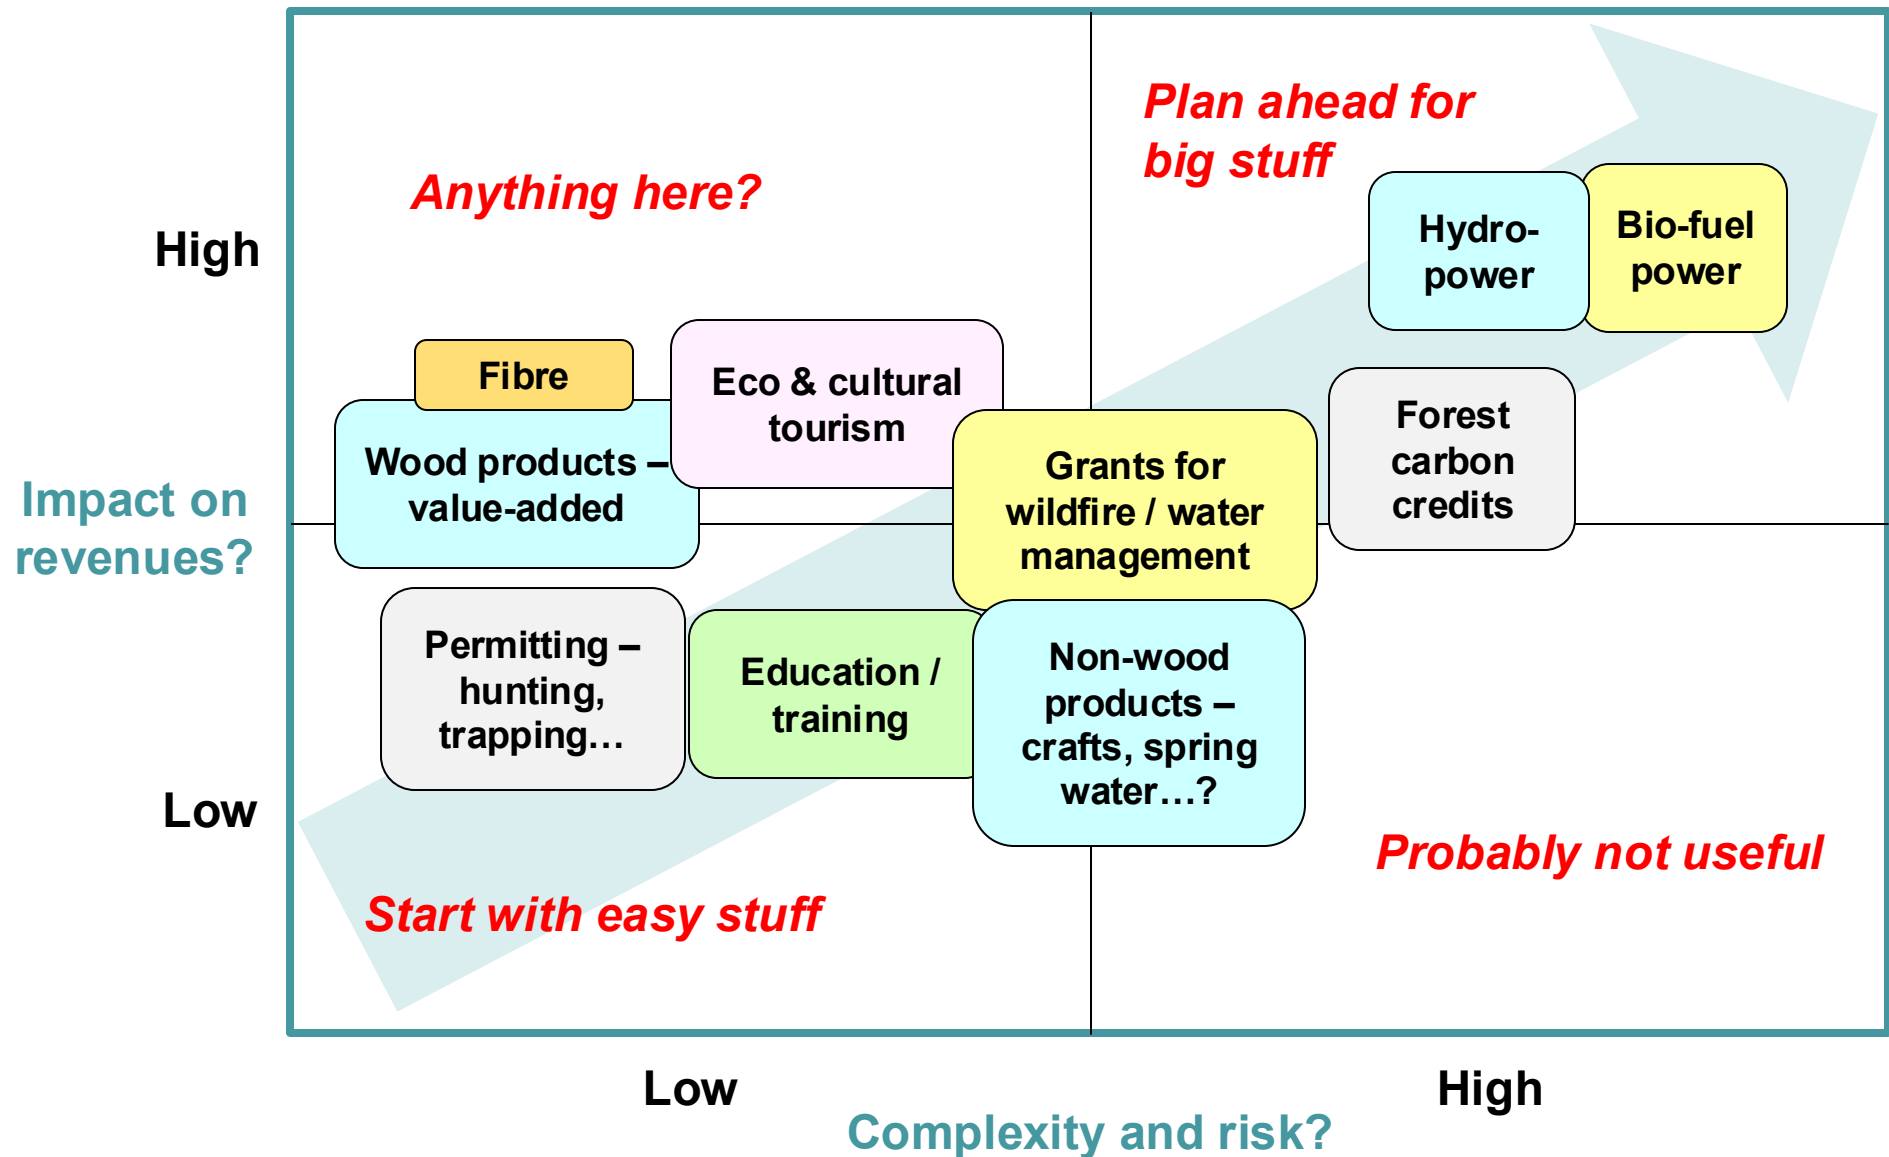 Plan ahead for
big stuff
Anything here?
High
Hydro-
power
Bio-fuel
power
Fibre
Eco & cultural
tourism
Wood products –
value-added
Grants for
wildfire / water
management
Forest
carbon
credits
Impact on
revenues?
Permitting –
hunting,
trapping…
Education /
training
Non-wood
products –
crafts, spring
water…?
Low
Probably not useful
Start with easy stuff
Low
High
Complexity and risk?